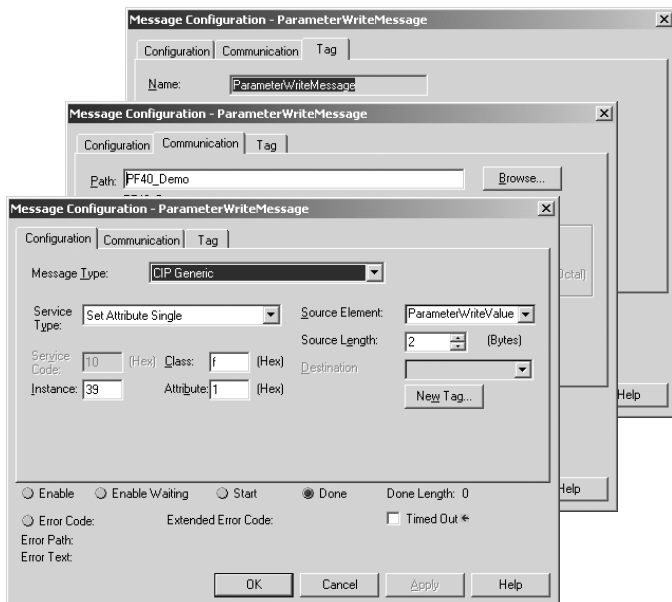 Message Configuration - ParameterWriteMessage
Configuration Communication Tag
Name: ParameterWriteMessage
Message Configuration - ParameterWriteMessage
Configuration Communication Tag
Path: PF40_Demo Browse...
Octal)
Help
Help
Message Configuration - ParameterWriteMessage
Configuration Communication Tag
Message Type: CIP Generic
Service Type: Set Attribute Single Source Element: ParameterWriteValue
Source Length: 2 (Bytes)
Service Code: 10 (Hex) Class: f (Hex) Destination
Instance: 39 Attribute: 1 (Hex) New Tag...
Enable Enable Waiting Start Done Done Length: 0
Error Code: Extended Error Code: Timed Out
Error Path:
Error Text:
OK Cancel Apply Help